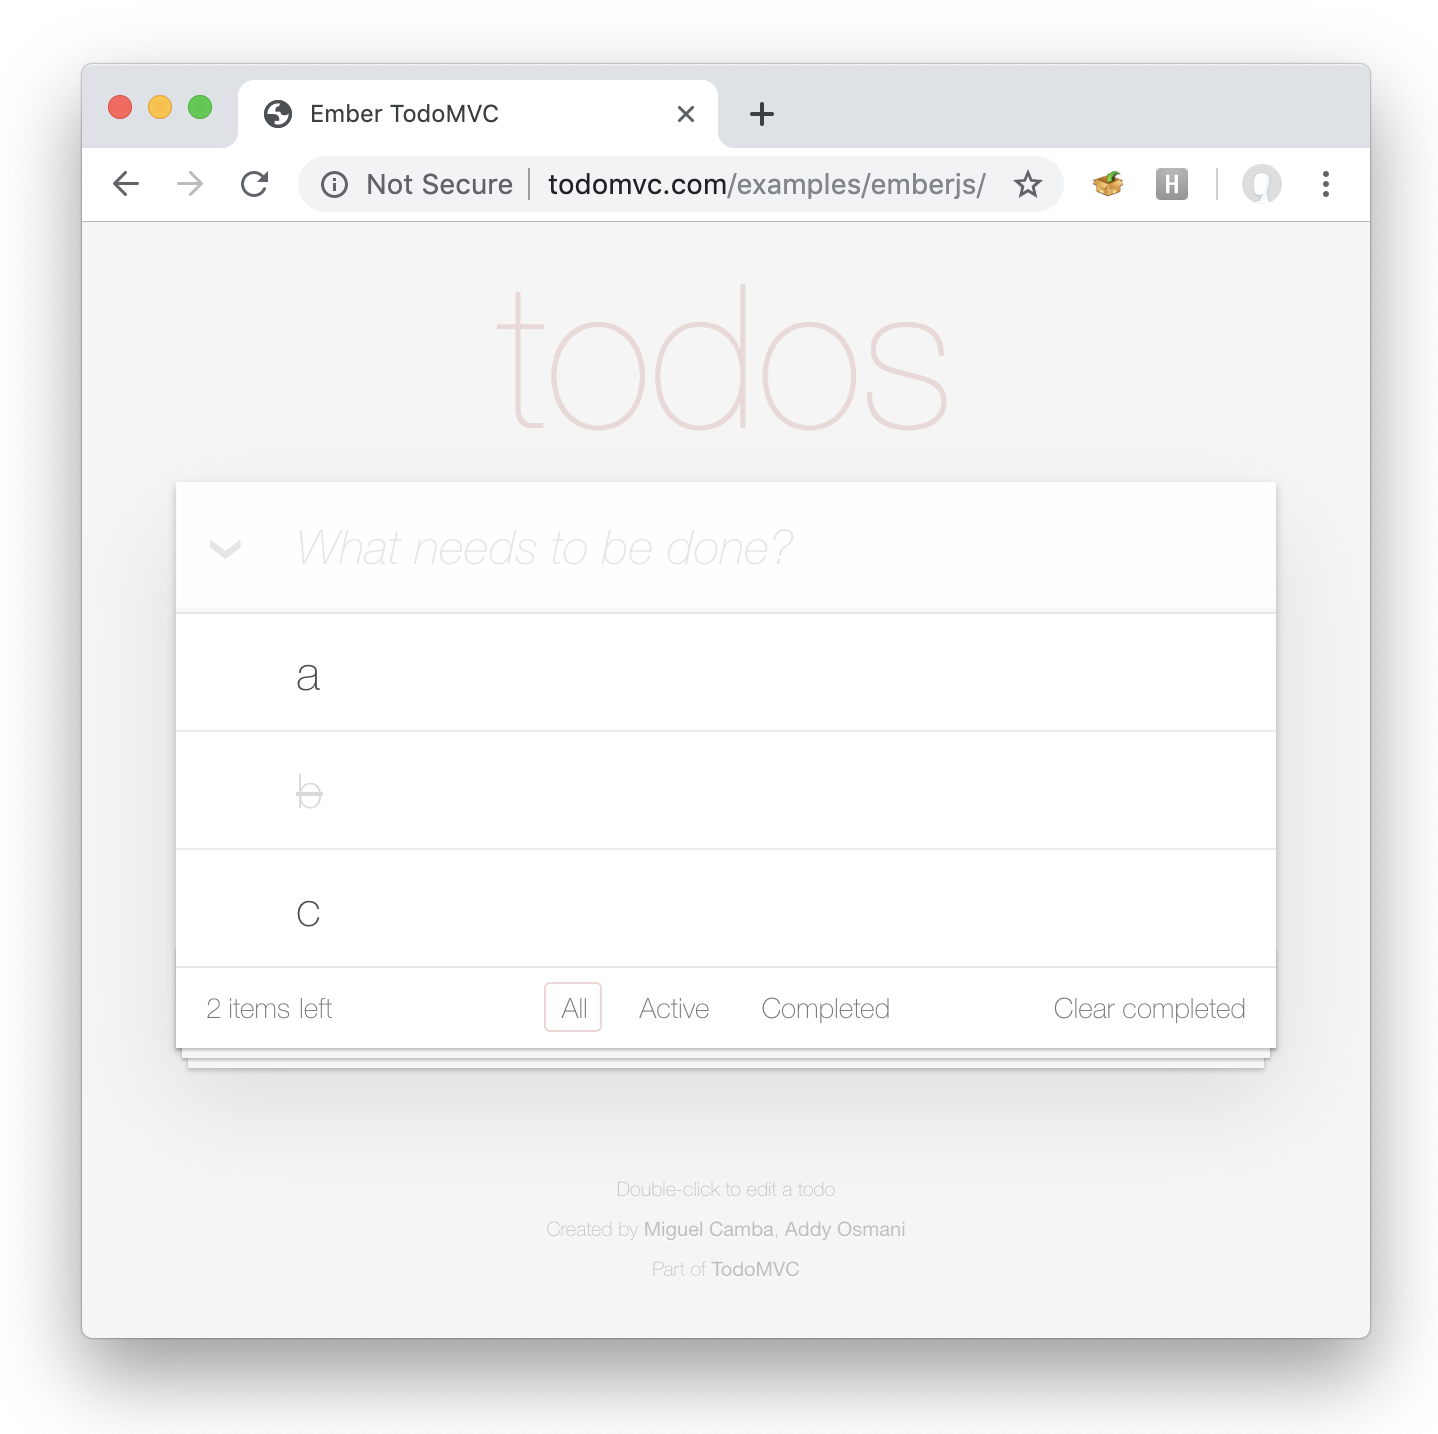 Ember TodoMVC
Not Secure | todomvc.com/examples/emberjs/
H
todos
What needs to be done?
a
b
c
2 items left All Active Completed Clear completed
Double-click to edit a todo
Created by Miguel Camba, Addy Osmani
Part of TodoMVC